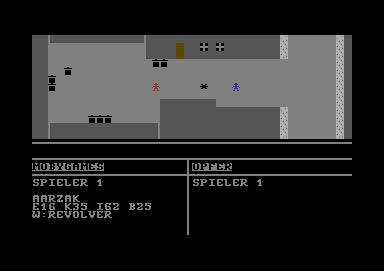 MOBYGAMES
OPFER
SPIELER 1
SPIELER 1
AARZAK
E16 K35 I62 B25
W:REVOLVER